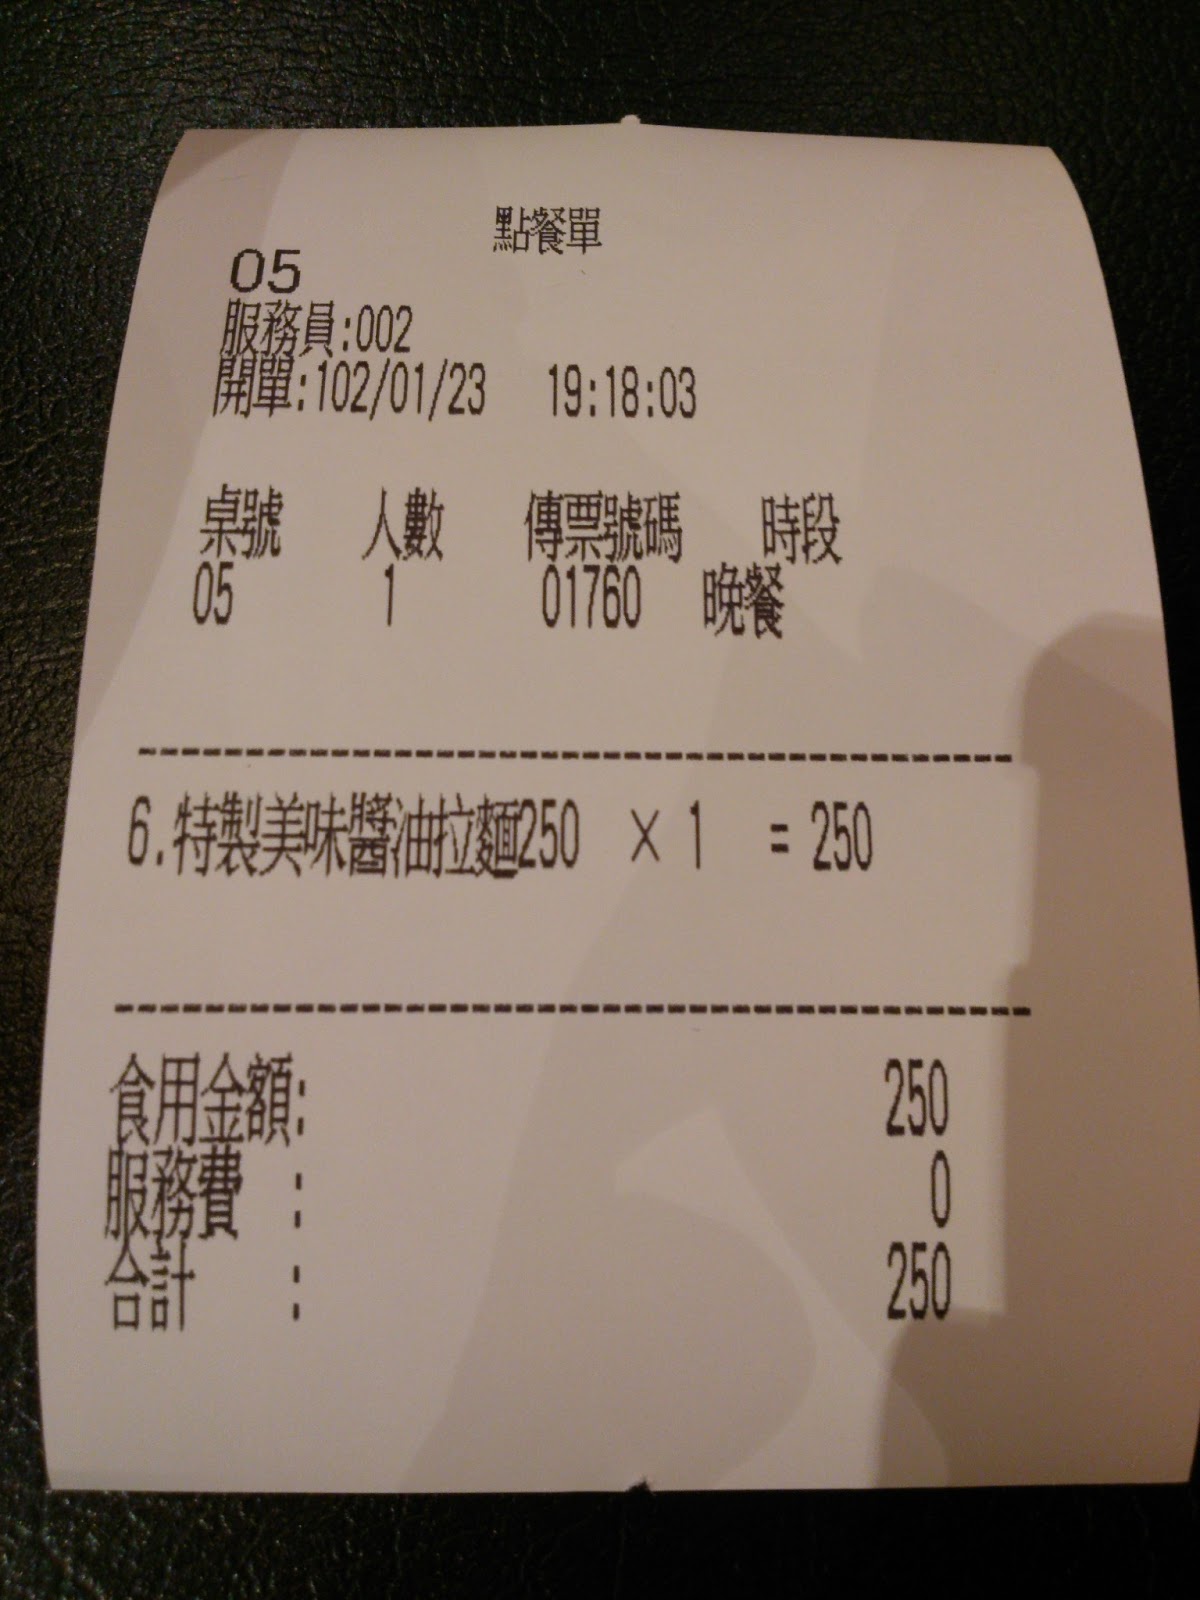 點餐單
05
服務員:002
開單:102/01/23 19:18:03
桌號 人數 傳票號碼 時段
05 1 01760 晚餐
6.特製美味醬油拉麵250 × 1 = 250
食用金額: 250
服務費 : 0
合計 : 250